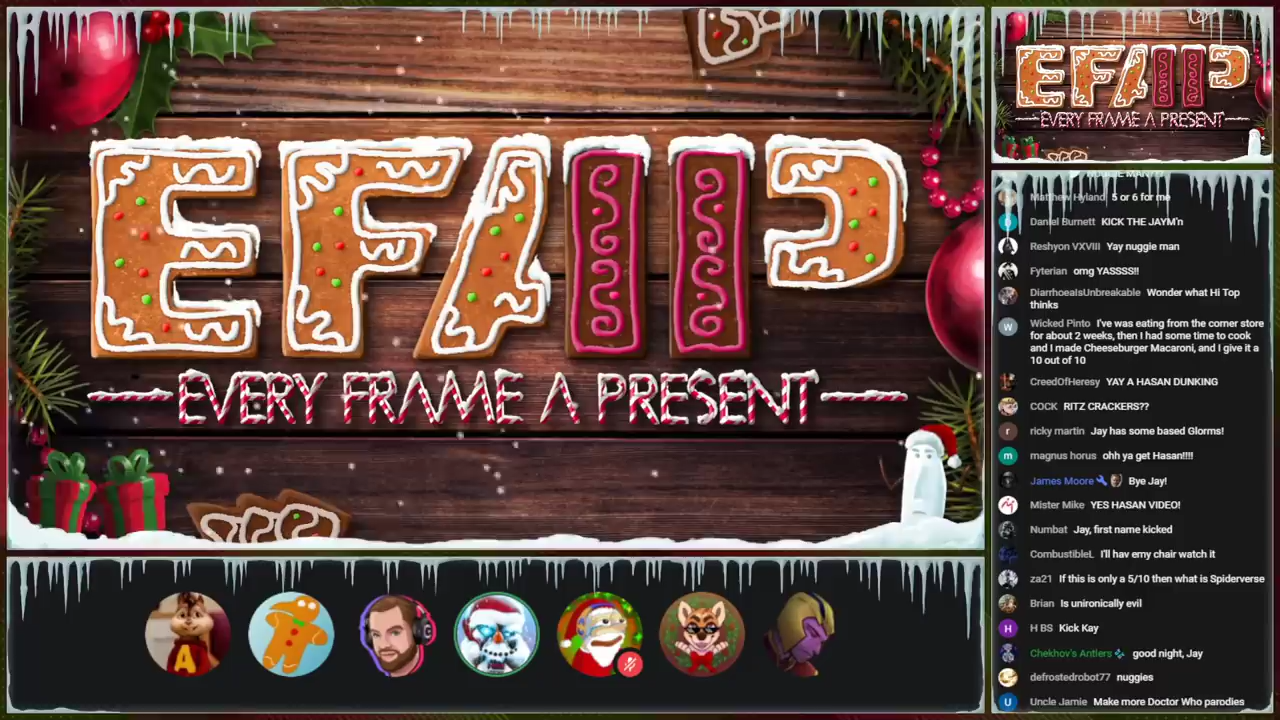 EFAP
EVERY FRAME A PRESENT
EFAP
EVERY FRAME A PRESENT
Matthew Hyland 5 or 6 for me
Daniel Burnett KICK THE JAYM'n
Reshyon VXVIII Yay nuggie man
Fyterian omg YASSSS!!
DiarrhoeaIsUnbreakable Wonder what Hi Top
thinks
Wicked Pinto I've was eating from the corner store
for about 2 weeks, then I had some time to cook
and I made Cheeseburger Macaroni, and I give it a
10 out of 10
CreedOfHeresy YAY A HASAN DUNKING
COCK RITZ CRACKERS??
ricky martin Jay has some based Glorms!
magnus horus ohh ya get Hasan!!!!
James Moore Bye Jay!
Mister Mike YES HASAN VIDEO!
Numbat Jay, first name kicked
CombustibleL I'll hav emy chair watch it
za21 If this is only a 5/10 then what is Spiderverse
Brian Is unironically evil
H BS Kick Kay
Chekhov's Antlers good night, Jay
defrostedrobot77 nuggies
Uncle Jamie Make more Doctor Who parodies